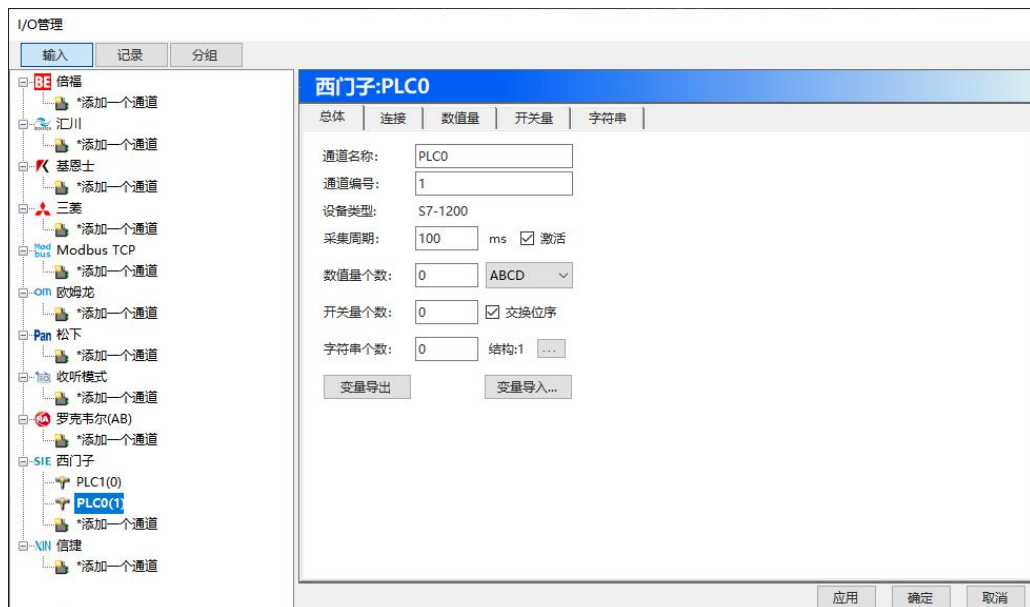 I/O管理
输入 记录 分组
BE 倍福
*添加一个通道
汇川
*添加一个通道
基恩士
*添加一个通道
三菱
*添加一个通道
Mod bus Modbus TCP
*添加一个通道
om 欧姆龙
*添加一个通道
Pan 松下
*添加一个通道
收听模式
*添加一个通道
RA 罗克韦尔(AB)
*添加一个通道
SIE 西门子
PLC1(0)
PLC0(1)
*添加一个通道
XIN 信捷
*添加一个通道
西门子:PLC0
总体 连接 数值量 开关量 字符串
通道名称: PLC0
通道编号: 1
设备类型: S7-1200
采集周期: 100 ms 激活
数值量个数: 0 ABCD
开关量个数: 0 交换位序
字符串个数: 0 结构:1 ...
变量导出 变量导入...
应用 确定 取消